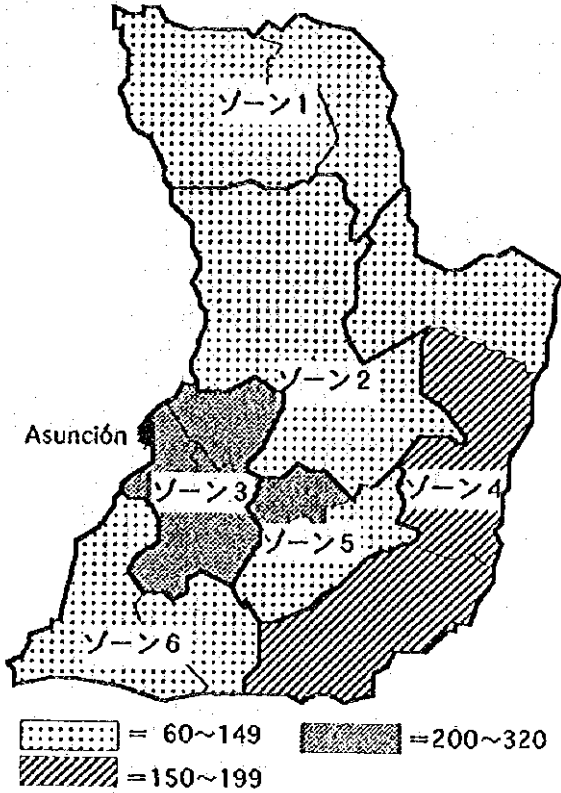 ゾーン1
ゾーン2
Asunción
ゾーン3
ゾーン4
ゾーン5
ゾーン6
= 60~149
=200~320
=150~199